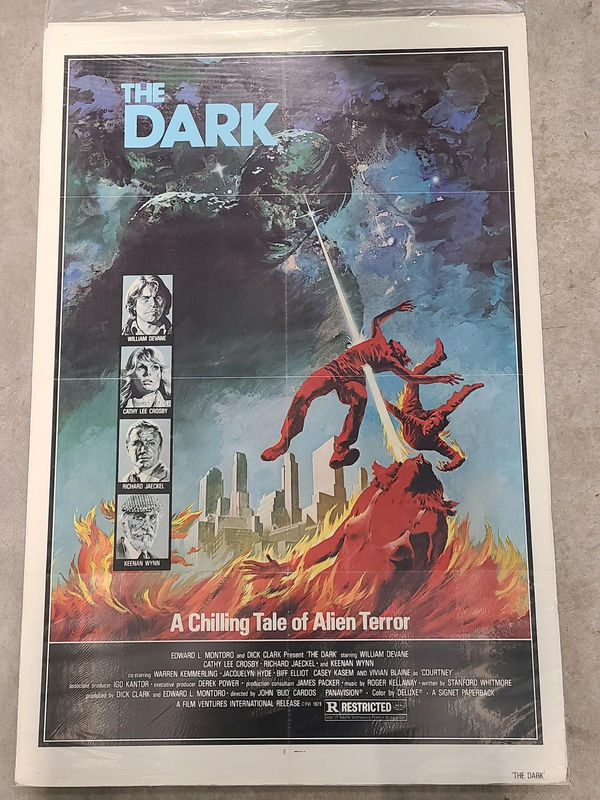 THE
DARK
WILLIAM DEVANE
CATHY LEE CROSBY
RICHARD JAECKEL
KEENAN WYNN
A Chilling Tale of Alien Terror
EDWARD L. MONTORO and DICK CLARK Present 'THE DARK' starring WILLIAM DEVANE
CATHY LEE CROSBY · RICHARD JAECKEL · and KEENAN WYNN
co-starring WARREN KEMMERLING · JACQUELYN HYDE · BIFF ELLIOT CASEY KASEM AND VIVIAN BLAINE as 'COURTNEY'
associate producer IGO KANTOR · executive producer DEREK POWER · production consultant JAMES PACKER · music by ROGER KELLAWAY · written by STANFORD WHITMORE
produced by DICK CLARK and EDWARD L. MONTORO · directed by JOHN 'BUD' CARDOS PANAVISION® · Color by DELUXE® · A SIGNET PAPERBACK
A FILM VENTURES INTERNATIONAL RELEASE ©FVI 1979 R RESTRICTED
'THE DARK'